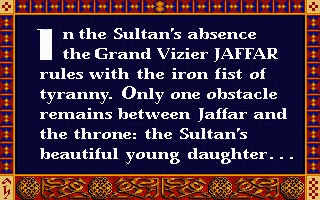 In the Sultan's absence
the Grand Vizier JAFFAR
rules with the iron fist of
tyranny. Only one obstacle
remains between Jaffar and
the throne: the Sultan's
beautiful young daughter...